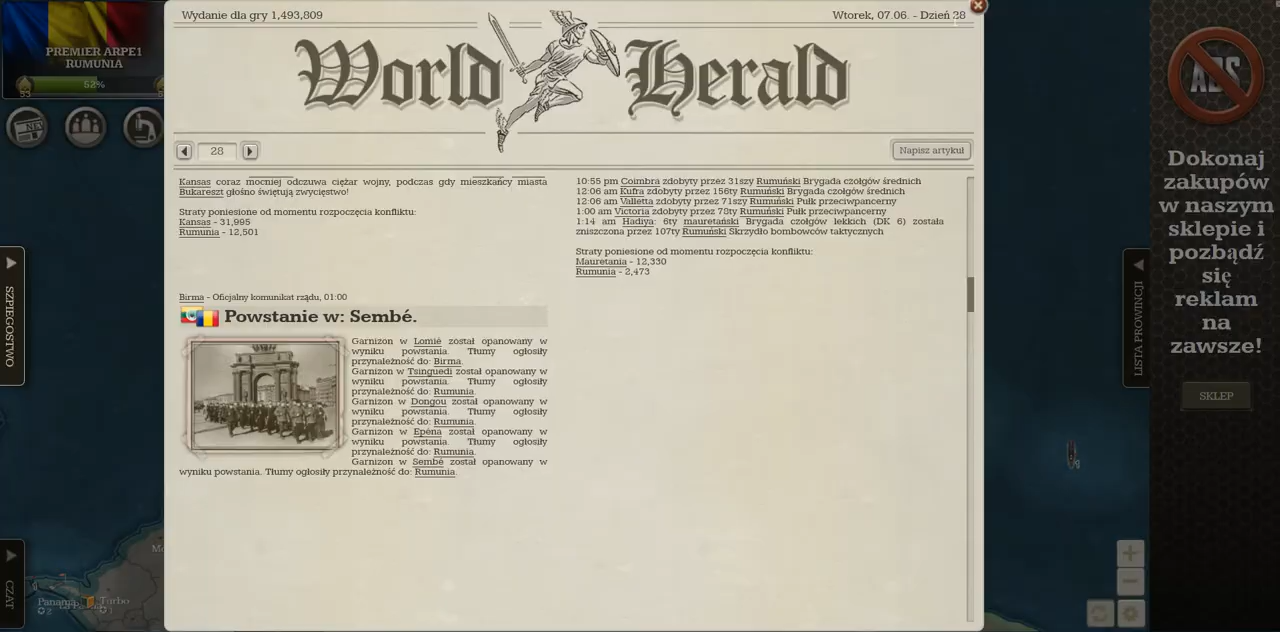 Wydanie dla gry 1,493,809
Wtorek, 07.06. - Dzień 28
PREMIER ARPE1
RUMUNIA
52%
World Herald
28
Napisz artykuł
Kansas coraz mocniej odczuwa ciężar wojny, podczas gdy mieszkańcy miasta
Bukareszt głośno świętują zwycięstwo!
Straty poniesione od momentu rozpoczęcia konfliktu:
Kansas - 31,995
Rumunia - 12,501
Birma - Oficjalny komunikat rządu, 01:00
Powstanie w: Sembé.
Garnizon w Lomié został opanowany w
wyniku powstania. Tłumy ogłosiły
przynależność do: Birma.
Garnizon w Tsinguedi został opanowany w
wyniku powstania. Tłumy ogłosiły
przynależność do: Rumunia.
Garnizon w Dongou został opanowany w
wyniku powstania. Tłumy ogłosiły
przynależność do: Rumunia.
Garnizon w Epéna został opanowany w
wyniku powstania. Tłumy ogłosiły
przynależność do: Rumunia.
Garnizon w Sembé został opanowany w
wyniku powstania. Tłumy ogłosiły przynależność do: Rumunia.
10:55 pm Coimbra zdobyty przez 31szy Rumuński Brygada czołgów średnich
12:06 am Kufra zdobyty przez 156ty Rumuński Brygada czołgów średnich
12:06 am Valletta zdobyty przez 71szy Rumuński Pułk przeciwpancerny
1:00 am Victoria zdobyty przez 78ty Rumuński Pułk przeciwpancerny
1:14 am Hadiya: 6ty mauretański Brygada czołgów lekkich (DK 6) została
zniszczona przez 107ty Rumuński Skrzydło bombowców taktycznych
Straty poniesione od momentu rozpoczęcia konfliktu:
Mauretania - 12,330
Rumunia - 2,473
SZPIEGOSTWO
CZAT
LISTA PROWINCJI
Panama
Turbo
ADS
Dokonaj
zakupów
w naszym
sklepie i
pozbądź
się
reklam
na
zawsze!
SKLEP